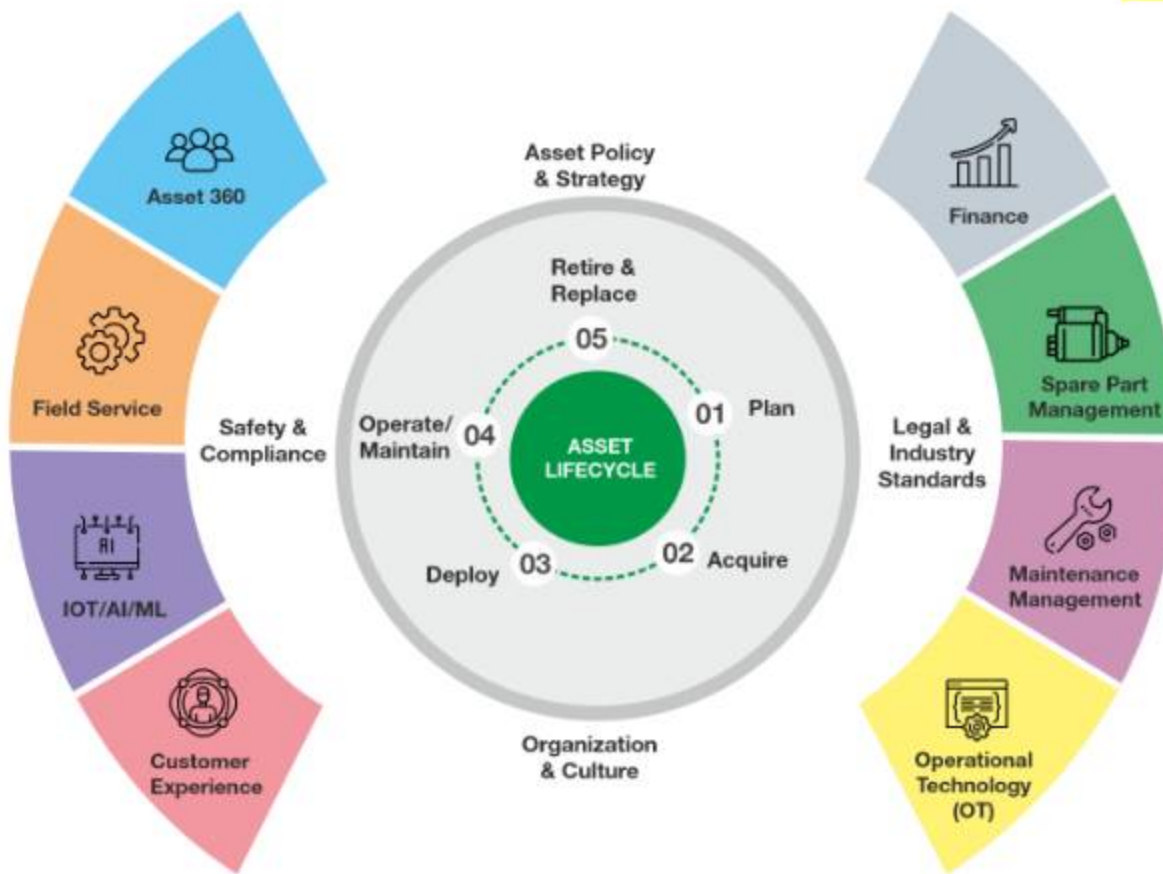 Asset 360
Field Service
AI
IOT/AI/ML
Customer
Experience
Safety &
Compliance
Asset Policy
& Strategy
Retire &
Replace
05
01
Plan
Operate/
Maintain
04
ASSET
LIFECYCLE
Deploy
03
02
Acquire
Organization
& Culture
Legal &
Industry
Standards
Finance
Spare Part
Management
Maintenance
Management
Operational
Technology
(OT)